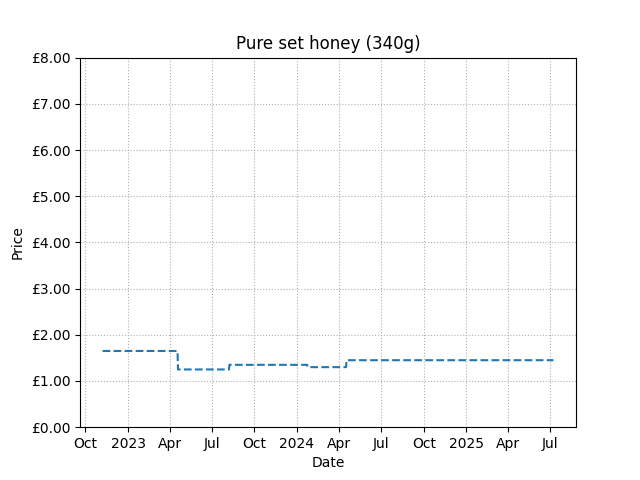 Pure set honey (340g)
£8.00
£7.00
£6.00
£5.00
£4.00
£3.00
£2.00
£1.00
£0.00
Price
Oct 2023 Apr Jul Oct 2024 Apr Jul Oct 2025 Apr Jul
Date